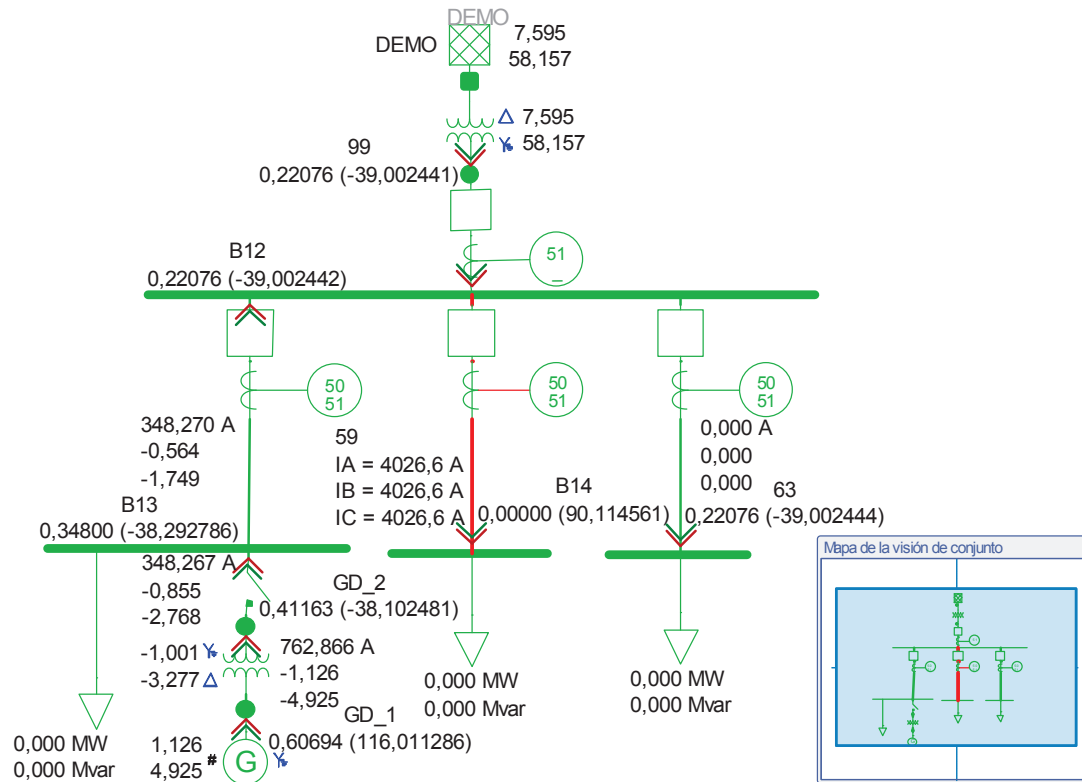 DEMO
DEMO
7,595
58,157
Δ 7,595
58,157
99
0,22076 (-39,002441)
51
B12
0,22076 (-39,002442)
50
51
50
51
50
51
348,270 A
-0,564
-1,749
59
IA = 4026,6 A
IB = 4026,6 A
IC = 4026,6 A
0,000 A
0,000
0,000
B13
0,34800 (-38,292786)
B14
0,00000 (90,114561)
63
0,22076 (-39,002444)
348,267 A
-0,855
-2,768
GD_2
0,41163 (-38,102481)
-1,001
-3,277 Δ
762,866 A
-1,126
-4,925
GD_1
0,60694 (116,011286)
0,000 MW
0,000 Mvar
1,126
4,925 #
G
0,000 MW
0,000 Mvar
0,000 MW
0,000 Mvar
Mapa de la visión de conjunto